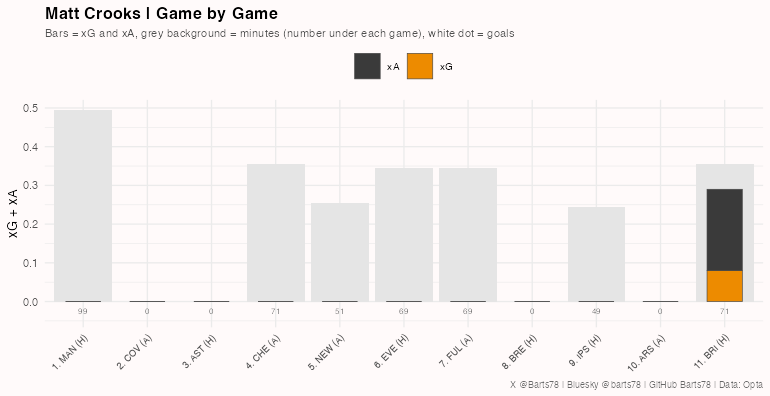 Matt Crooks | Game by Game
Bars = xG and xA, grey background = minutes (number under each game), white dot = goals
xA xG
xG + xA
0.5
0.4
0.3
0.2
0.1
0.0
99 0 0 71 51 69 69 0 49 0 71
1. MAN (H) 2. COV (A) 3. AST (H) 4. CHE (A) 5. NEW (A) 6. EVE (H) 7. FUL (A) 8. BRE (H) 9. IPS (H) 10. ARS (A) 11. BRI (H)
X @Barts78 | Bluesky @barts78 | GitHub Barts78 | Data: Opta